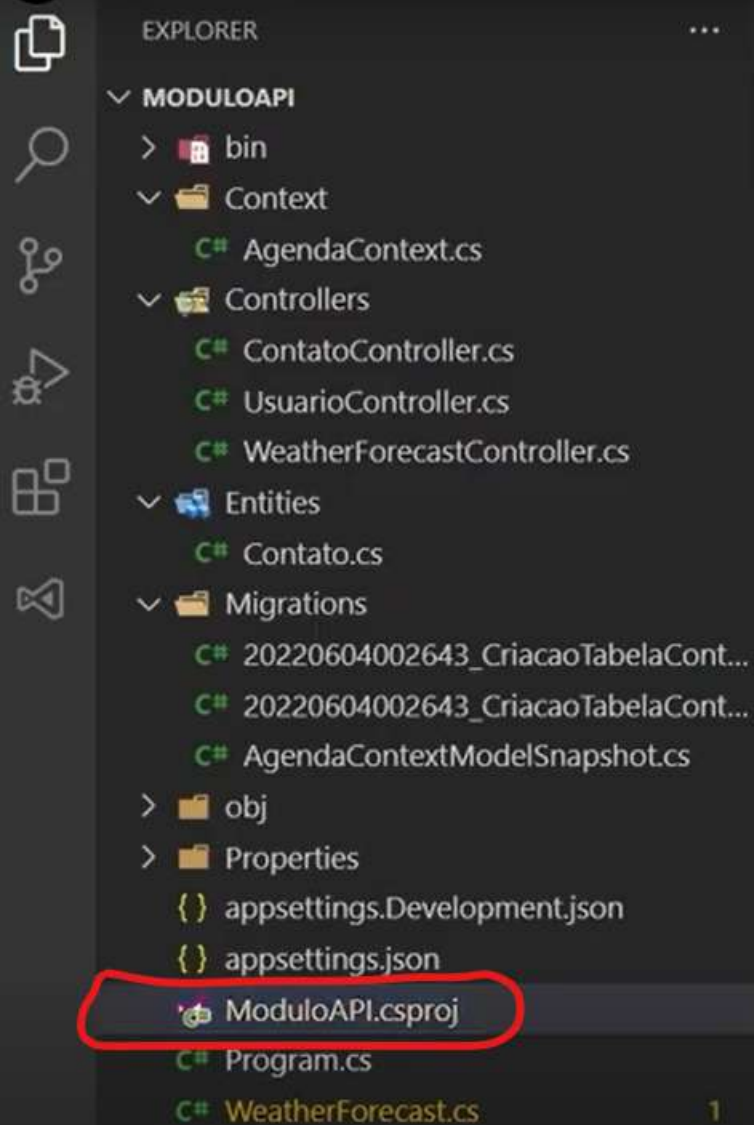 EXPLORER ...
MODULOAPI
bin
Context
C# AgendaContext.cs
Controllers
C# ContatoController.cs
C# UsuarioController.cs
C# WeatherForecastController.cs
Entities
C# Contato.cs
Migrations
C# 20220604002643_CriacaoTabelaCont...
C# 20220604002643_CriacaoTabelaCont...
C# AgendaContextModelSnapshot.cs
obj
Properties
{} appsettings.Development.json
{} appsettings.json
ModuloAPI.csproj
C# Program.cs
C# WeatherForecast.cs 1